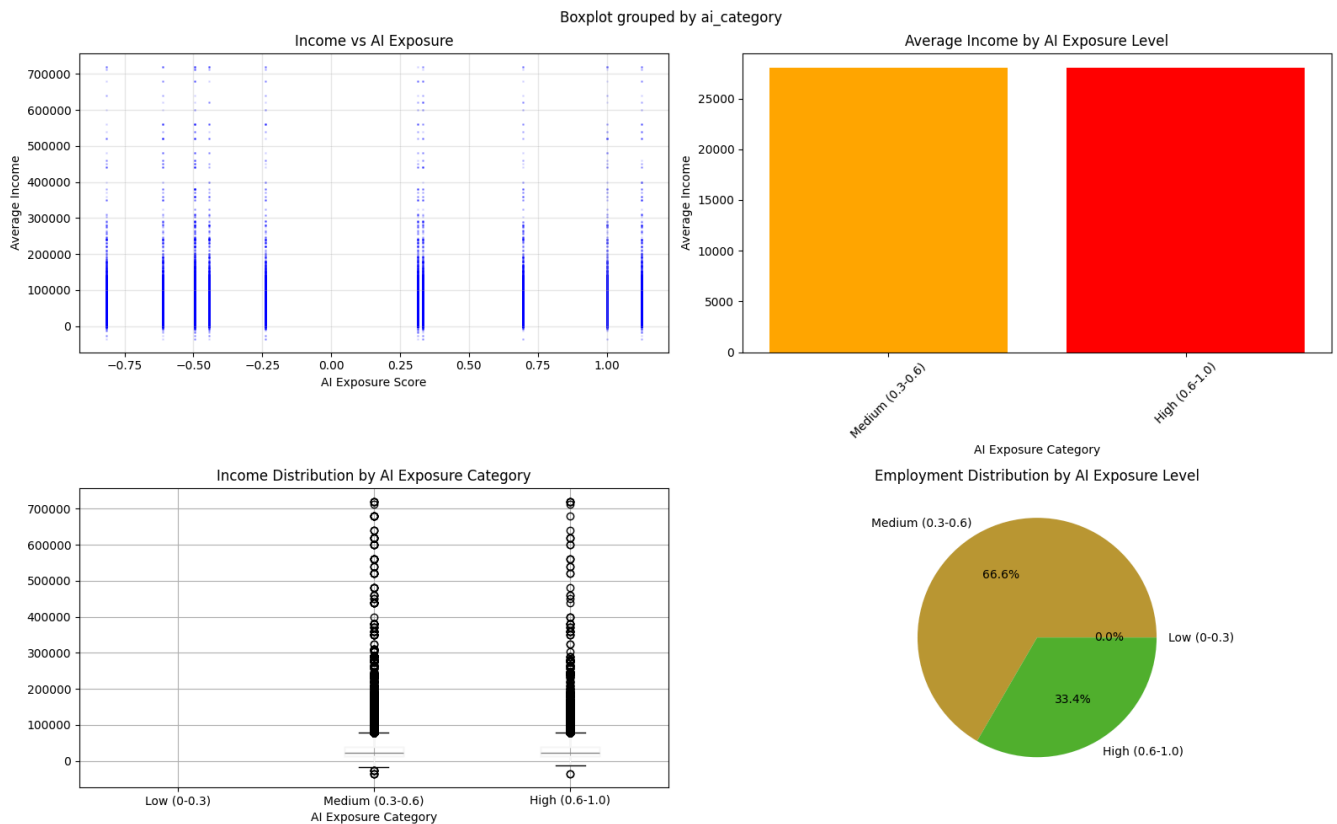 Boxplot grouped by ai_category
Income vs AI Exposure
700000
600000
500000
400000
300000
200000
100000
0
Average Income
−0.75
−0.50
−0.25
0.00
0.25
0.50
0.75
1.00
AI Exposure Score
Average Income by AI Exposure Level
25000
20000
15000
10000
5000
0
Average Income
Medium (0.3-0.6)
High (0.6-1.0)
AI Exposure Category
Income Distribution by AI Exposure Category
700000
600000
500000
400000
300000
200000
100000
0
Low (0-0.3)
Medium (0.3-0.6)
High (0.6-1.0)
AI Exposure Category
Employment Distribution by AI Exposure Level
Medium (0.3-0.6)
66.6%
0.0%
Low (0-0.3)
33.4%
High (0.6-1.0)